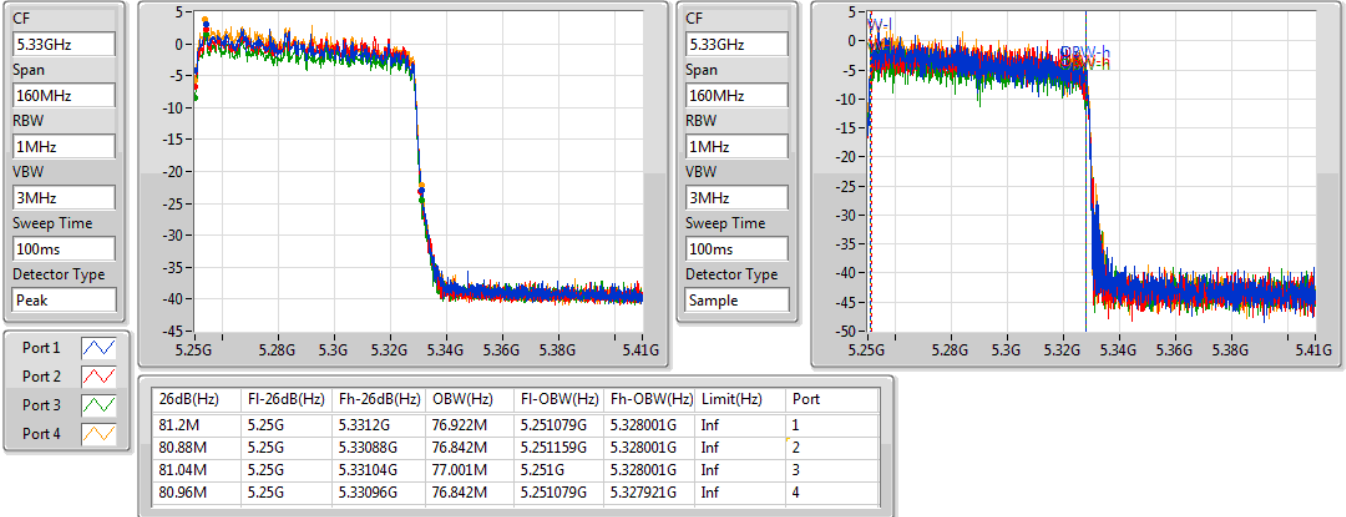 CF
5.33GHz
Span
160MHz
RBW
1MHz
VBW
3MHz
Sweep Time
100ms
Detector Type
Peak
5
0
-5
-10
-15
-20
-25
-30
-35
-40
-45
5.25G 5.28G 5.3G 5.32G 5.34G 5.36G 5.38G 5.41G
CF
5.33GHz
Span
160MHz
RBW
1MHz
VBW
3MHz
Sweep Time
100ms
Detector Type
Sample
5
0
-5
-10
-15
-20
-25
-30
-35
-40
-45
-50
W-l
OBW-h
5.25G 5.28G 5.3G 5.32G 5.34G 5.36G 5.38G 5.41G
Port 1
Port 2
Port 3
Port 4
26dB(Hz) Fl-26dB(Hz) Fh-26dB(Hz) OBW(Hz) Fl-OBW(Hz) Fh-OBW(Hz) Limit(Hz) Port
81.2M 5.25G 5.3312G 76.922M 5.251079G 5.328001G Inf 1
80.88M 5.25G 5.33088G 76.842M 5.251159G 5.328001G Inf 2
81.04M 5.25G 5.33104G 77.001M 5.251G 5.328001G Inf 3
80.96M 5.25G 5.33096G 76.842M 5.251079G 5.327921G Inf 4